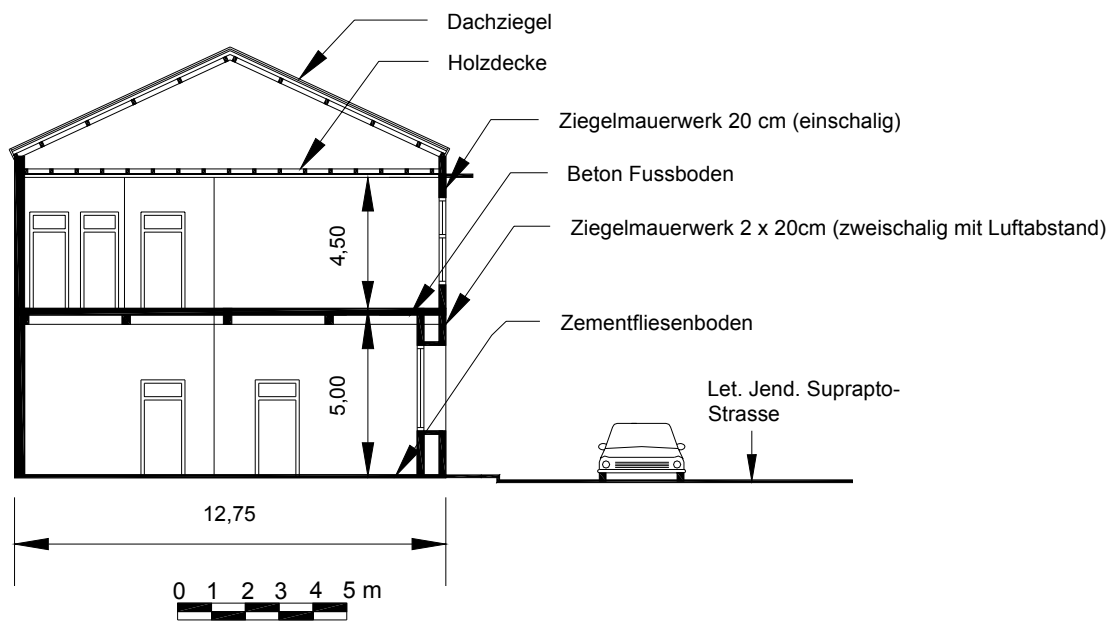 Dachziegel
Holzdecke
Ziegelmauerwerk 20 cm (einschalig)
Beton Fussboden
Ziegelmauerwerk 2 x 20cm (zweischalig mit Luftabstand)
4,50
Zementfliesenboden
5,00
Let. Jend. Suprapto-
Strasse
12,75
0 1 2 3 4 5 m